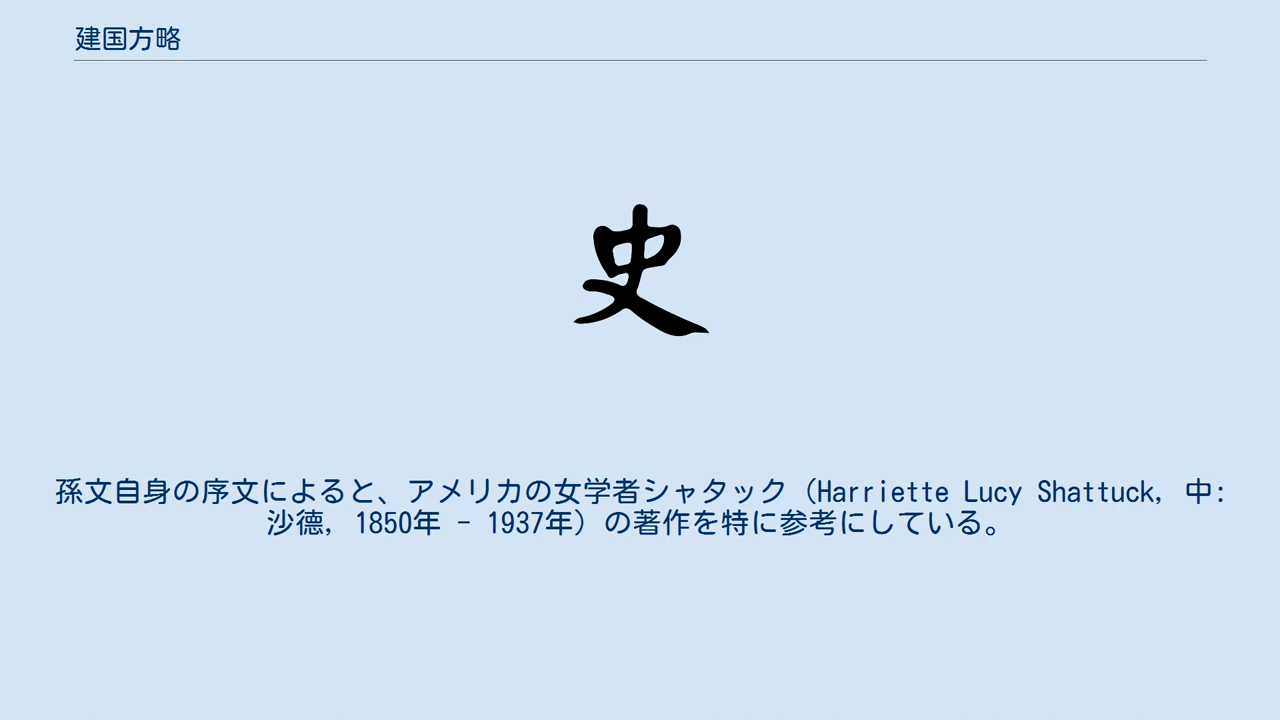 建国方略
史
孫文自身の序文によると、アメリカの女学者シャタック（Harriette Lucy Shattuck, 中:
沙德, 1850年 - 1937年）の著作を特に参考にしている。